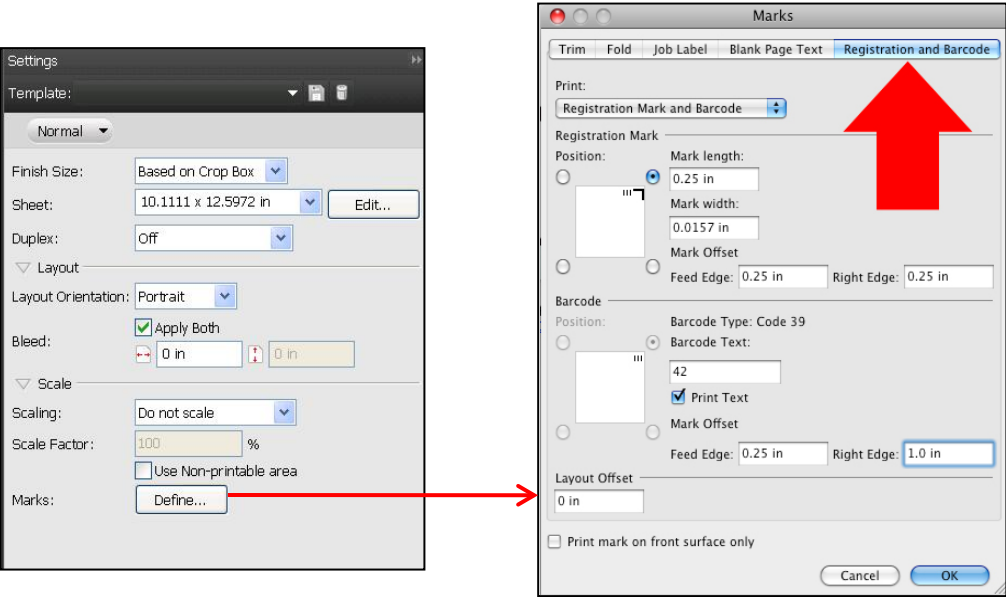 Settings
Template:
Normal
Finish Size: Based on Crop Box
Sheet: 10.1111 x 12.5972 in Edit...
Duplex: Off
Layout
Layout Orientation: Portrait
Apply Both
Bleed: 0 in 0 in
Scale
Scaling: Do not scale
Scale Factor: 100 %
Use Non-printable area
Marks: Define...
Marks
Trim Fold Job Label Blank Page Text Registration and Barcode
Print:
Registration Mark and Barcode
Registration Mark
Position: Mark length:
0.25 in
Mark width:
0.0157 in
Mark Offset
Feed Edge: 0.25 in Right Edge: 0.25 in
Barcode
Position: Barcode Type: Code 39
Barcode Text:
42
Print Text
Mark Offset
Feed Edge: 0.25 in Right Edge: 1.0 in
Layout Offset
0 in
Print mark on front surface only
Cancel OK